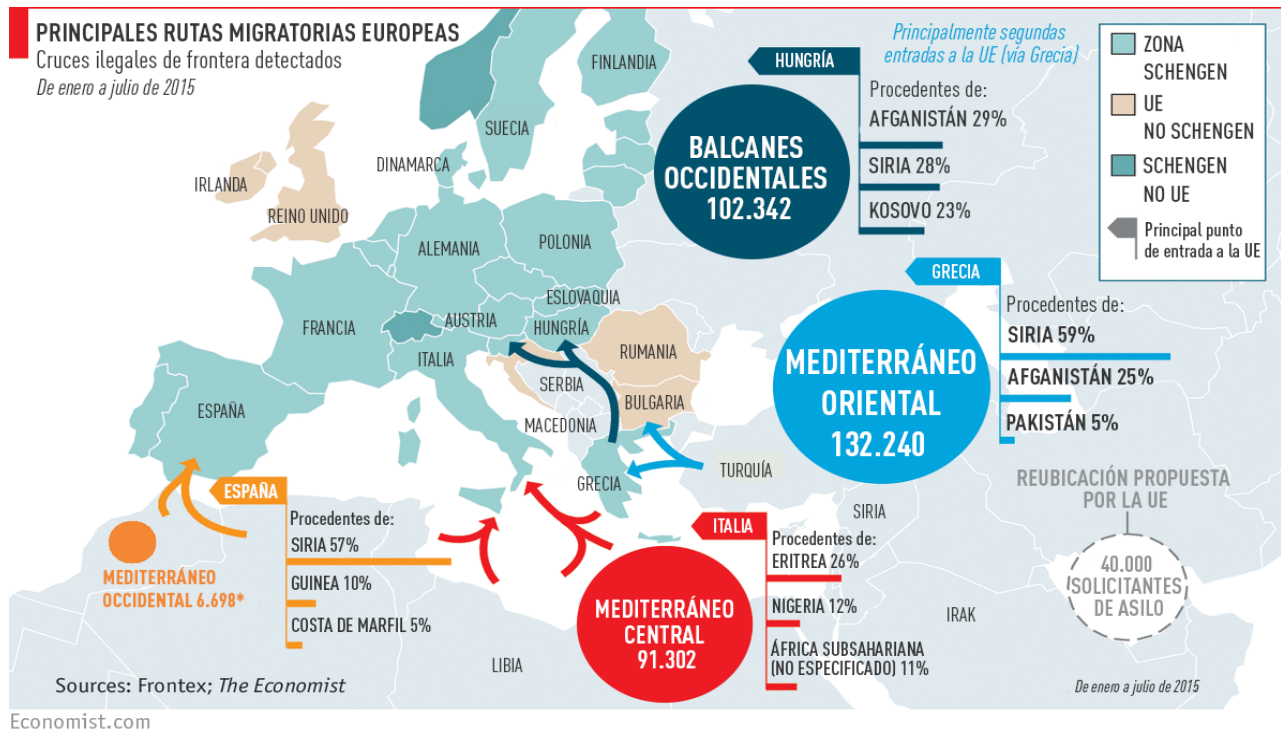 PRINCIPALES RUTAS MIGRATORIAS EUROPEAS
Cruces ilegales de frontera detectados
De enero a julio de 2015
Principalmente segundas
entradas a la UE (vía Grecia)
ZONA
SCHENGEN
UE
NO SCHENGEN
SCHENGEN
NO UE
Principal punto
de entrada a la UE
HUNGRÍA
Procedentes de:
AFGANISTÁN 29%
SIRIA 28%
KOSOVO 23%
BALCANES
OCCIDENTALES
102.342
GRECIA
Procedentes de:
SIRIA 59%
AFGANISTÁN 25%
PAKISTÁN 5%
MEDITERRÁNEO
ORIENTAL
132.240
FINLANDIA
SUECIA
DINAMARCA
IRLANDA
REINO UNIDO
ALEMANIA
POLONIA
ESLOVAQUIA
FRANCIA
AUSTRIA
HUNGRÍA
ITALIA
RUMANIA
SERBIA
ESPAÑA
BULGARIA
MACEDONIA
GRECIA
TURQUÍA
SIRIA
IRAK
LIBIA
REUBICACIÓN PROPUESTA
POR LA UE
40.000
SOLICITANTES
DE ASILO
ESPAÑA
Procedentes de:
SIRIA 57%
GUINEA 10%
COSTA DE MARFIL 5%
MEDITERRÁNEO
OCCIDENTAL 6.698*
ITALIA
Procedentes de:
ERITREA 26%
NIGERIA 12%
ÁFRICA SUBSAHARIANA
(NO ESPECIFICADO) 11%
MEDITERRÁNEO
CENTRAL
91.302
Sources: Frontex; The Economist
De enero a julio de 2015
Economist.com